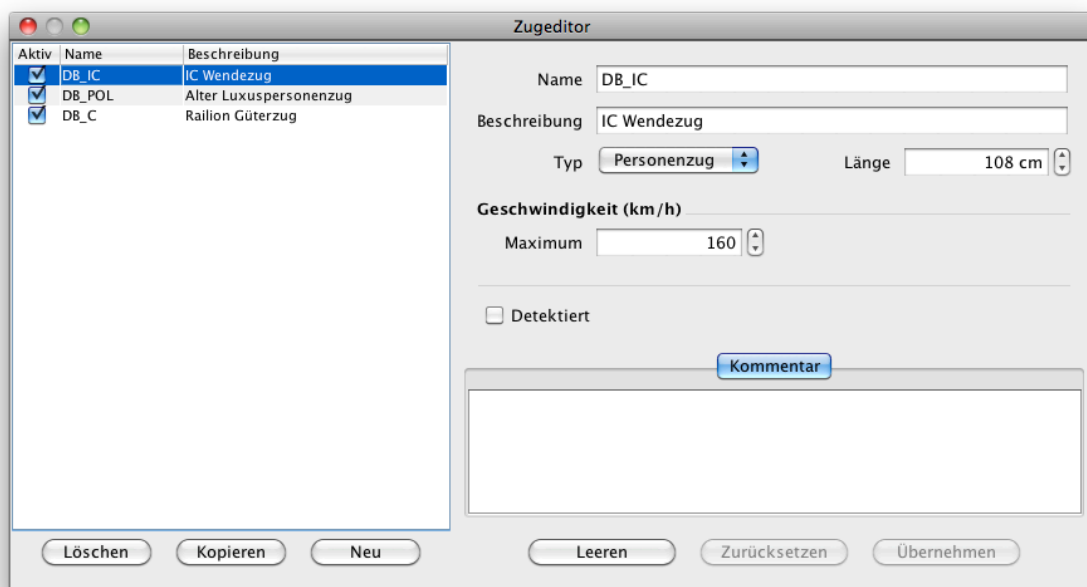 Zugeditor
Aktiv Name Beschreibung
DB_IC IC Wendezug
DB_POL Alter Luxuspersonenzug
DB_C Railion Güterzug
Name DB_IC
Beschreibung IC Wendezug
Typ Personenzug Länge 108 cm
Geschwindigkeit (km/h)
Maximum 160
Detektiert
Kommentar
Löschen Kopieren Neu Leeren Zurücksetzen Übernehmen